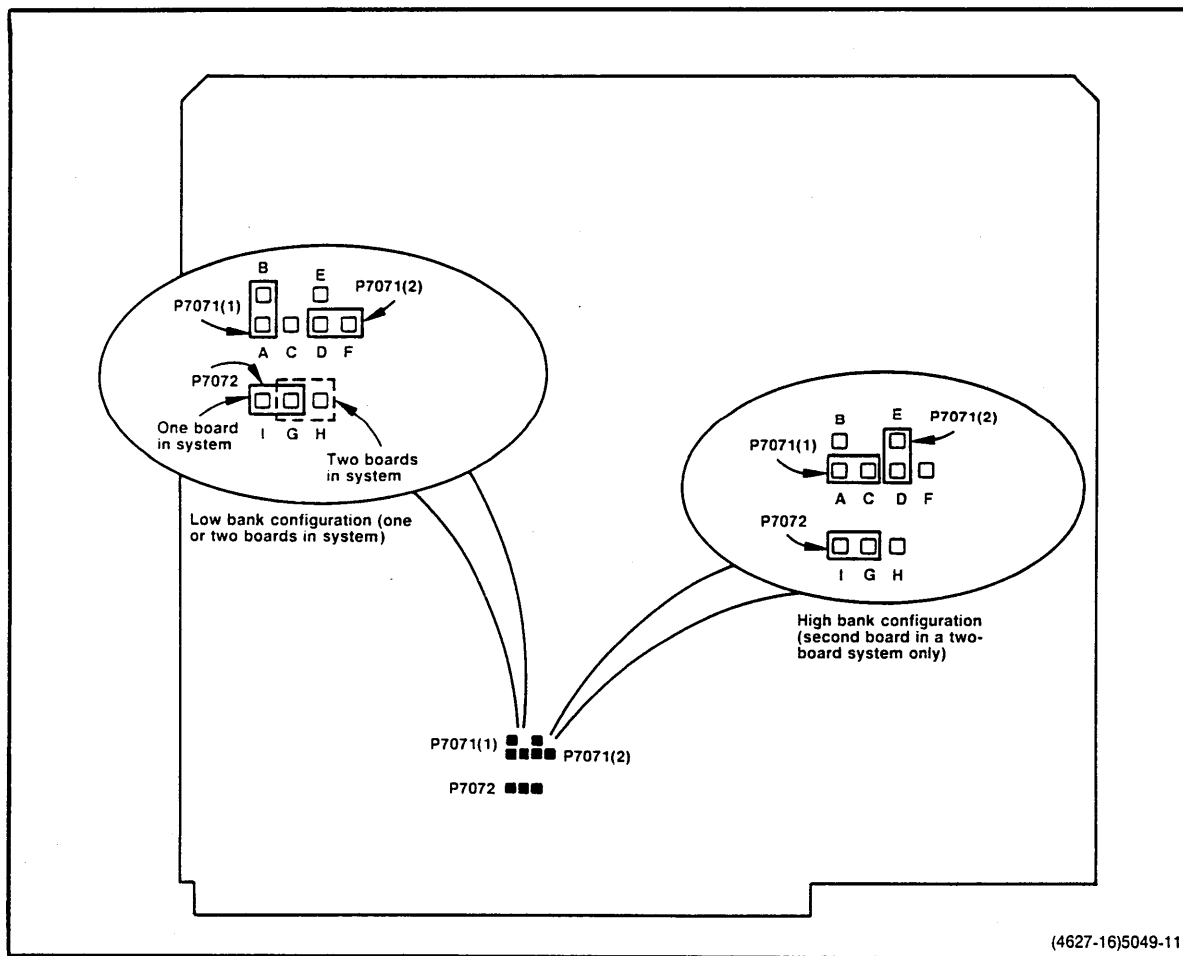 B
E
P7071(1)
P7071(2)
A C D F
P7072
One board
in system
I G H
Two boards
in system
Low bank configuration (one
or two boards in system)
B
E
P7071(2)
P7071(1)
A C D F
P7072
I G H
High bank configuration
(second board in a two-
board system only)
P7071(1)
P7071(2)
P7072
(4627-16)5049-11